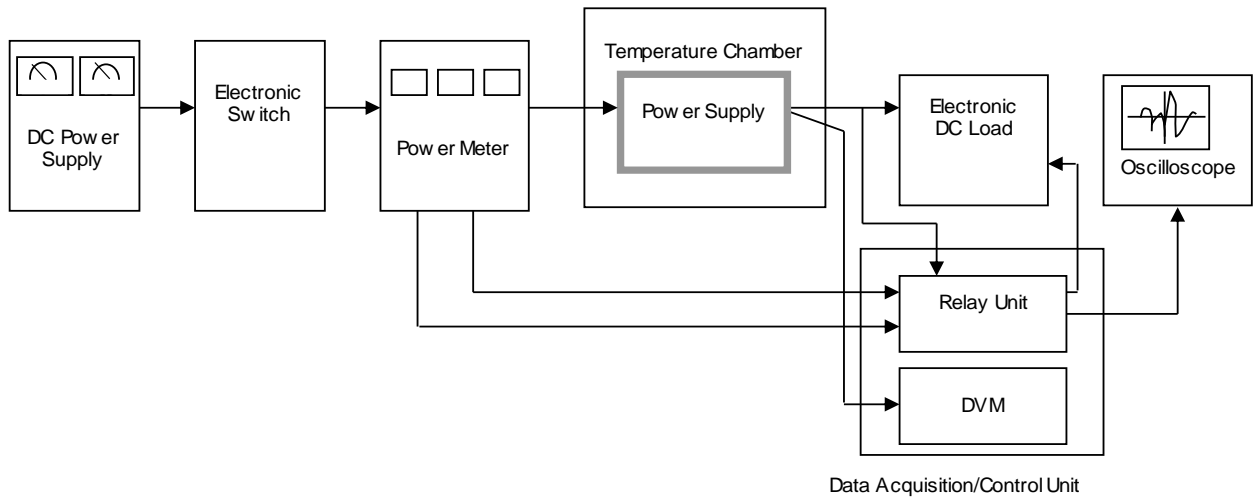 DC Power
Supply
Electronic
Switch
Power Meter
Temperature Chamber
Power Supply
Electronic
DC Load
Oscilloscope
Relay Unit
DVM
Data Acquisition/Control Unit